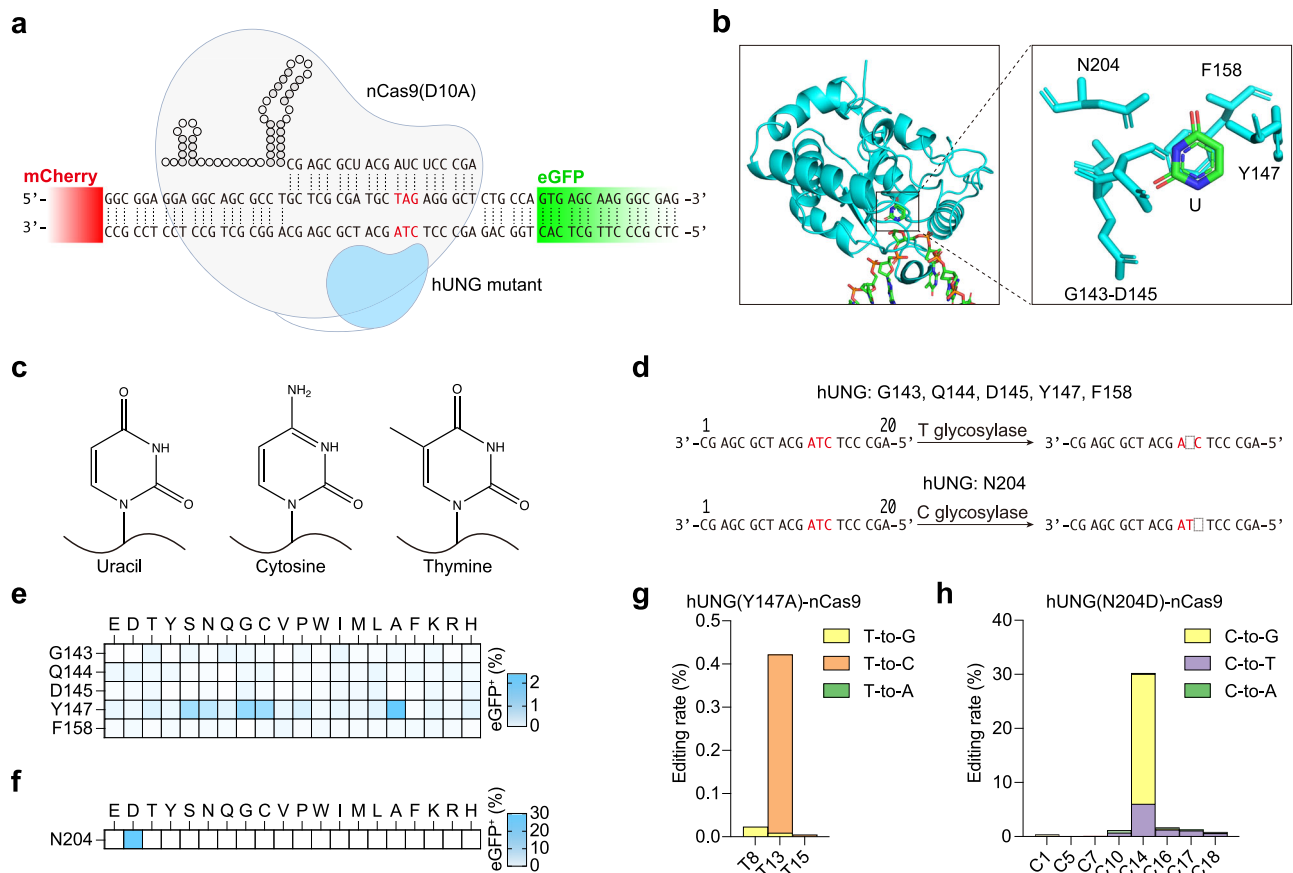 a
nCas9(D10A)
CG AGC GCU ACG AUC UCC CGA
mCherry
eGFP
5'- GGC GGA GGA GGC AGC GCC TGC TCG CGA TGC TAG AGG GCT CTG CCA GTG AGC AAG GGC GAG -3'
3'- CCG CCT CCT CCG TCG CGG ACG AGC GCT ACG ATC TCC CGA GAC GGT CAC TCG TTC CCG CTC -5'
hUNG mutant
b
N204
F158
Y147
U
G143-D145
c
O
NH
N
O
Uracil
NH2
NH
N
O
Cytosine
O
NH
N
O
Thymine
d
hUNG: G143, Q144, D145, Y147, F158
1 20
3'-CG AGC GCT ACG ATC TCC CGA-5' T glycosylase 3'-CG AGC GCT ACG A□C TCC CGA-5'
hUNG: N204
1 20
3'-CG AGC GCT ACG ATC TCC CGA-5' C glycosylase 3'-CG AGC GCT ACG AT□ TCC CGA-5'
e
E D T Y S N Q G C V P W I M L A F K R H
G143
Q144
D145
Y147
F158
eGFP+ (%)
2
1
0
f
E D T Y S N Q G C V P W I M L A F K R H
N204
eGFP+ (%)
30
20
10
0
g
hUNG(Y147A)-nCas9
Editing rate (%)
0.5
0.4
0.3
0.2
0.1
0.0
T-to-G
T-to-C
T-to-A
T8 T13 T15
h
hUNG(N204D)-nCas9
Editing rate (%)
40
30
20
10
0
C-to-G
C-to-T
C-to-A
C1 C5 C7 C10 C14 C16 C17 C18